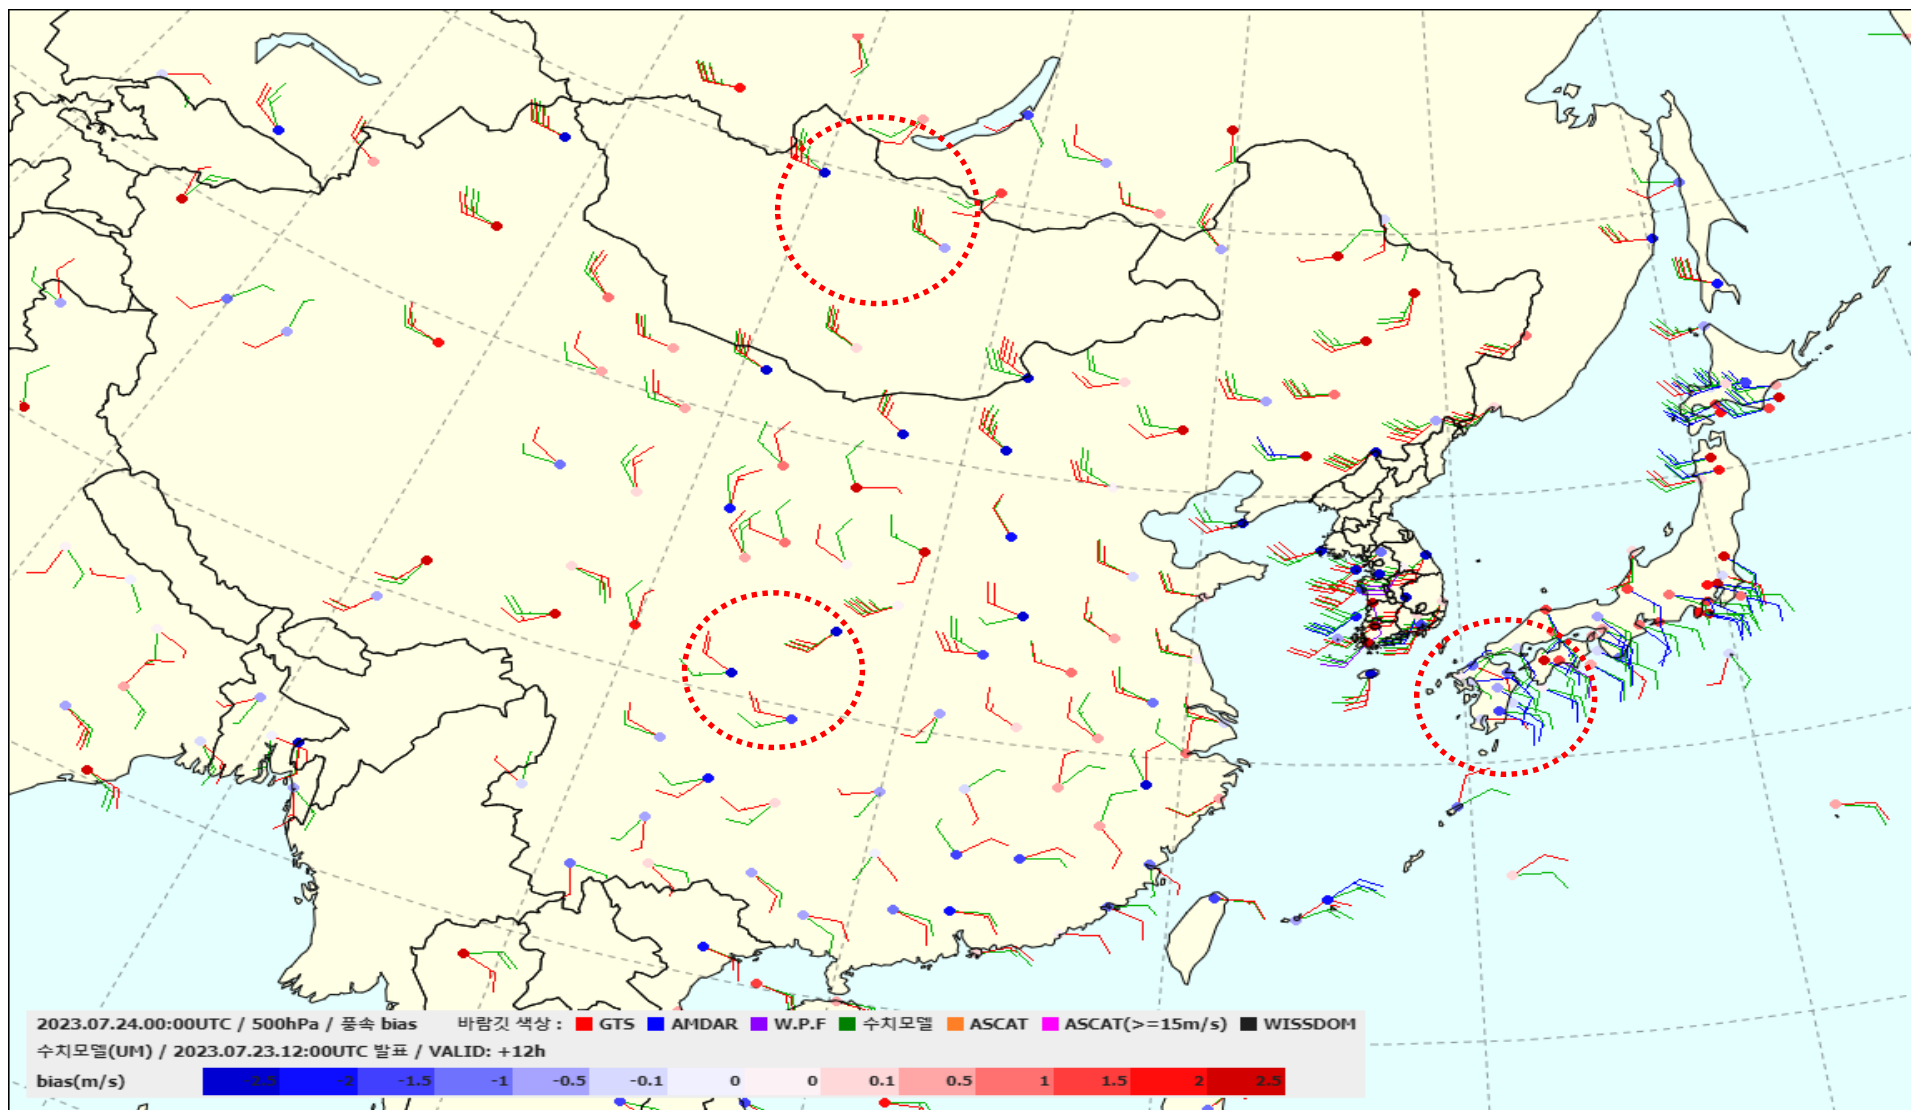 2023.07.24.00:00UTC / 500hPa / 풍속 bias 바람깃 색상 : GTS AMDAR W.P.F 수치모델 ASCAT ASCAT(>=15m/s) WISSDOM
수치모델(UM) / 2023.07.23.12:00UTC 발표 / VALID: +12h
bias(m/s) -2.5 -2 -1.5 -1 -0.5 -0.1 0 0 0.1 0.5 1 1.5 2 2.5